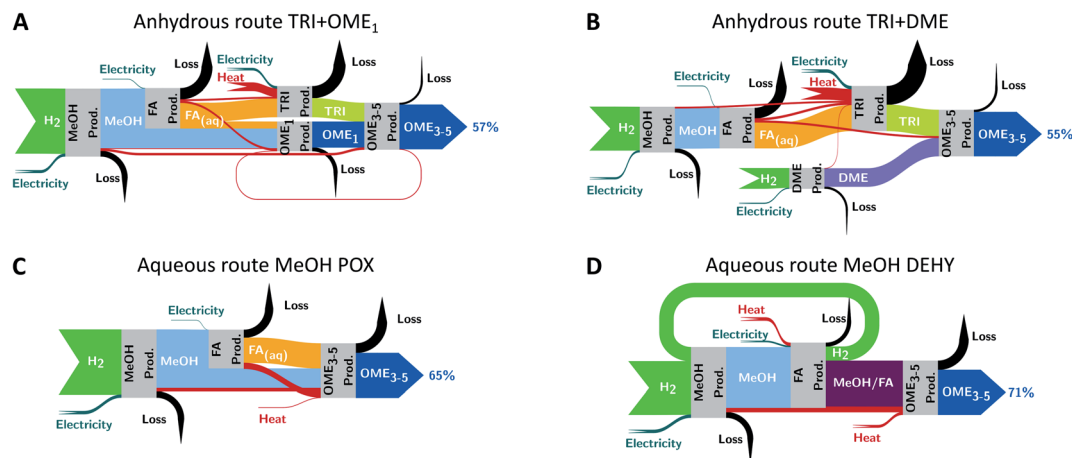 A
Anhydrous route TRI+OME1
Electricity
Loss
Electricity
Heat
Loss
Loss
H2
MeOH
Prod.
MeOH
FA
Prod.
FA(aq)
TRI
Prod.
TRI
OME1
Prod.
OME1
OME3-5
Prod.
OME3-5
57%
Electricity
Loss
Loss
B
Anhydrous route TRI+DME
Electricity
Loss
Electricity
Heat
Loss
Loss
H2
MeOH
Prod.
MeOH
FA
Prod.
FA(aq)
TRI
Prod.
TRI
OME3-5
Prod.
OME3-5
55%
Electricity
Loss
H2
DME
Prod.
DME
Electricity
Loss
C
Aqueous route MeOH POX
Electricity
Loss
Loss
H2
MeOH
Prod.
MeOH
FA
Prod.
FA(aq)
OME3-5
Prod.
OME3-5
65%
Electricity
Loss
Heat
D
Aqueous route MeOH DEHY
Heat
Electricity
Loss
Loss
H2
MeOH
Prod.
MeOH
FA
Prod.
H2
MeOH/FA
OME3-5
Prod.
OME3-5
71%
Electricity
Loss
Heat